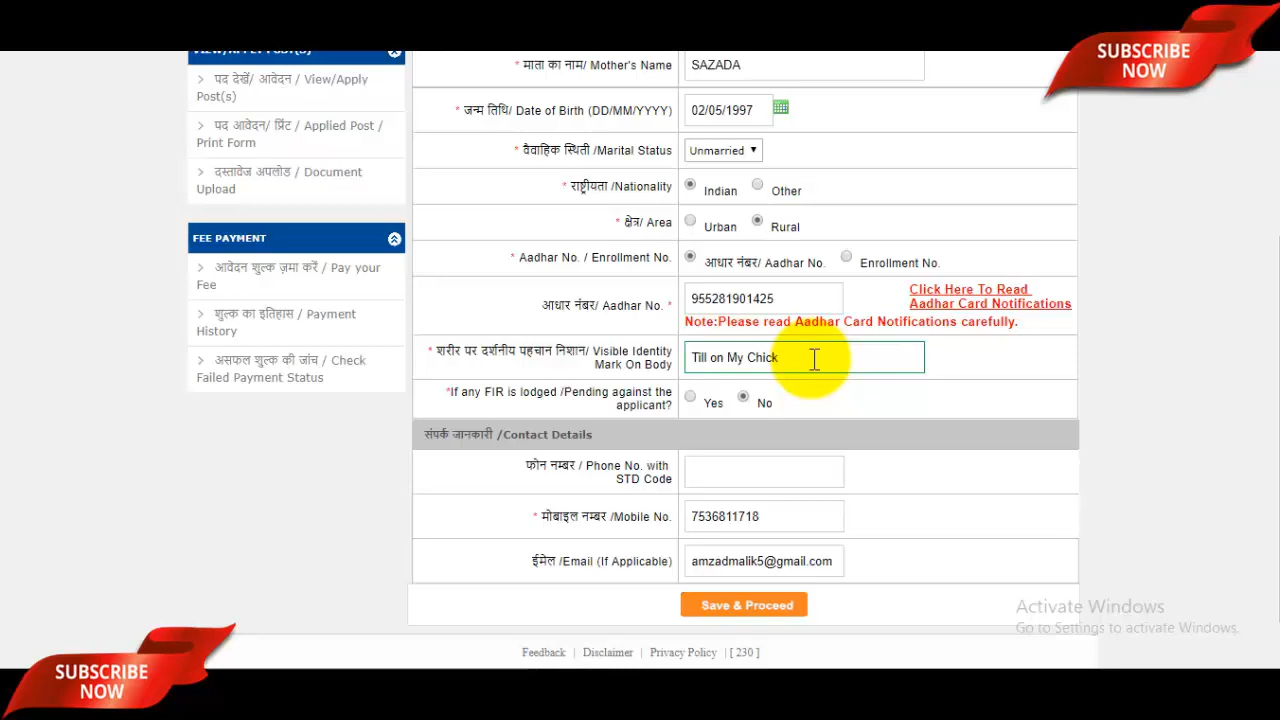 SUBSCRIBE
NOW
VIEW/APPLY POST(S)
पद देखें/ आवेदन / View/Apply
Post(s)
पद आवेदन/ प्रिंट / Applied Post /
Print Form
दस्तावेज अपलोड / Document
Upload
FEE PAYMENT
आवेदन शुल्क ज़मा करें / Pay your
Fee
शुल्क का इतिहास / Payment
History
असफल शुल्क की जांच / Check
Failed Payment Status
* माता का नाम/ Mother's Name SAZADA
* जन्म तिथि/ Date of Birth (DD/MM/YYYY) 02/05/1997
* वैवाहिक स्थिती /Marital Status Unmarried
* राष्ट्रीयता /Nationality Indian Other
* क्षेत्र/ Area Urban Rural
* Aadhar No. / Enrollment No. आधार नंबर/ Aadhar No. Enrollment No.
आधार नंबर/ Aadhar No. * 955281901425
Click Here To Read
Aadhar Card Notifications
Note:Please read Aadhar Card Notifications carefully.
* शरीर पर दर्शनीय पहचान निशान/ Visible Identity
Mark On Body
Till on My Chick
*If any FIR is lodged /Pending against the
applicant?
Yes No
संपर्क जानकारी /Contact Details
फोन नम्बर / Phone No. with
STD Code
* मोबाइल नम्बर /Mobile No. 7536811718
ईमेल /Email (If Applicable) amzadmalik5@gmail.com
Save & Proceed
Activate Windows
Go to Settings to activate Windows.
Feedback | Disclaimer | Privacy Policy | [ 230 ]
SUBSCRIBE
NOW